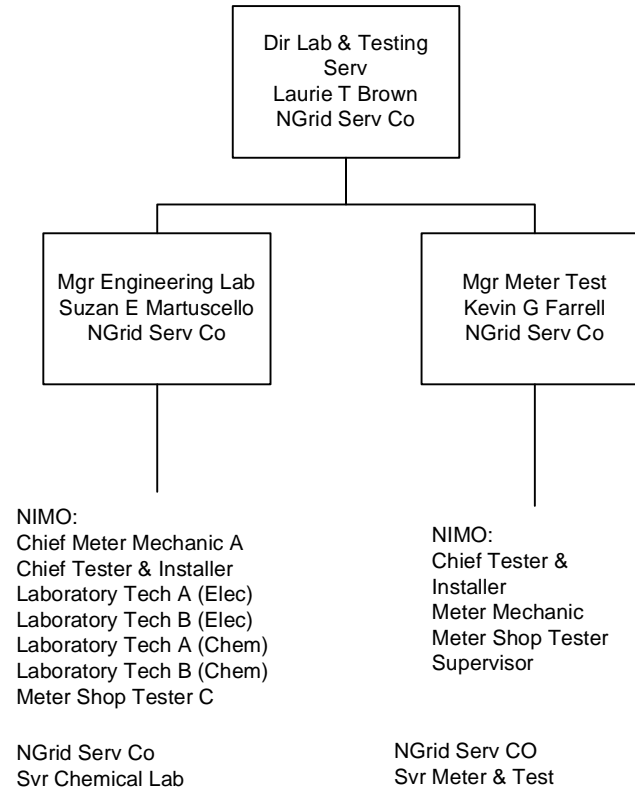 Dir Lab & Testing
Serv
Laurie T Brown
NGrid Serv Co
Mgr Engineering Lab
Suzan E Martuscello
NGrid Serv Co
Mgr Meter Test
Kevin G Farrell
NGrid Serv Co
NIMO:
Chief Meter Mechanic A
Chief Tester & Installer
Laboratory Tech A (Elec)
Laboratory Tech B (Elec)
Laboratory Tech A (Chem)
Laboratory Tech B (Chem)
Meter Shop Tester C
NGrid Serv Co
Svr Chemical Lab
NIMO:
Chief Tester &
Installer
Meter Mechanic
Meter Shop Tester
Supervisor
NGrid Serv CO
Svr Meter & Test